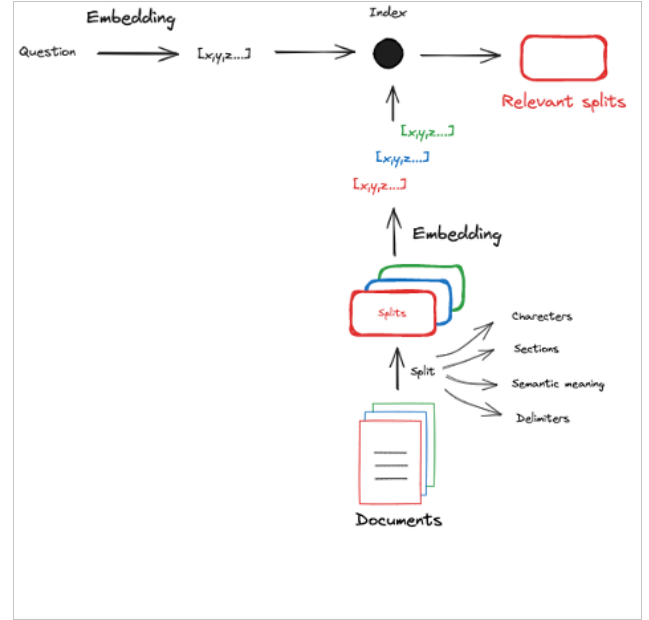 Embedding
Index
Question
[x,y,z...]
Relevant splits
[x,y,z...]
[x,y,z...]
[x,y,z...]
Embedding
Splits
Charecters
Sections
Split
Semantic meaning
Delimiters
Documents